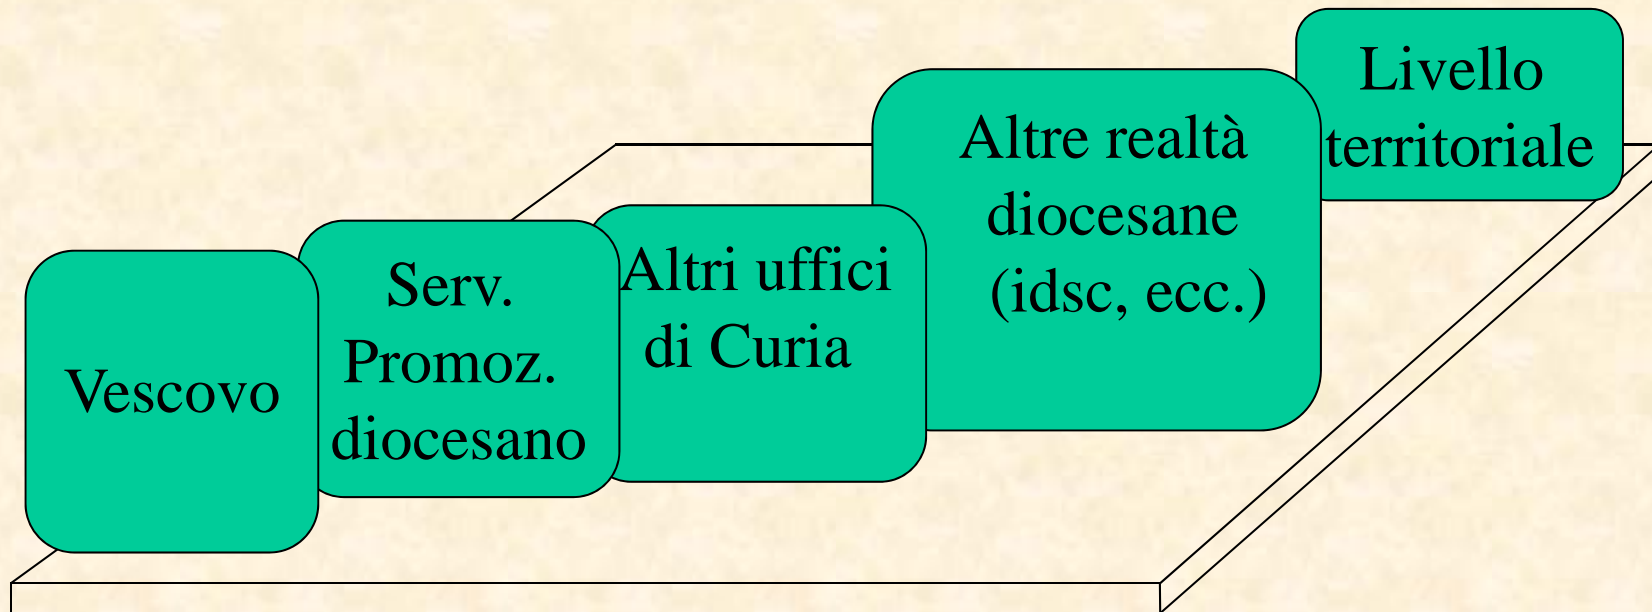 Vescovo
Serv.
Promoz.
diocesano
Altri uffici
di Curia
Altre realtà
diocesane
(idsc, ecc.)
Livello
territoriale